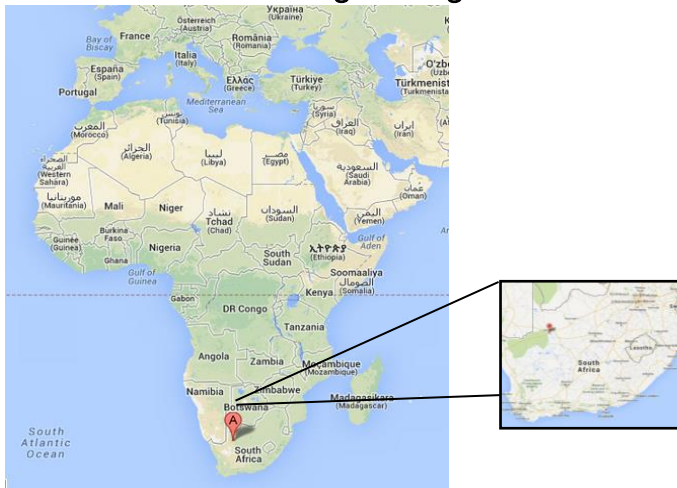 Україна
(Ukraine)
Österreich
(Austria)
Bay of
Biscay
France
România
(Romania)
Italia
(Italy)
España
(Spain)
Portugal
Ελλάς
(Greece)
Türkiye
(Turkey)
Mediterranean
Sea
تونس
(Tunisia)
سوريا
(Syria)
العراق
(Iraq)
ایران
(Iran)
المغرب
(Morocco)
الجزائر
(Algeria)
ليبيا
(Libya)
مصر
(Egypt)
السعودية
(Saudi
Arabia)
عمان
(Oman)
الصحراء
الغربية
(Western
Sahara)
موريتانيا
(Mauritania)
Mali
Niger
تشاد
Tchad
(Chad)
السودان
(Sudan)
اليمن
(Yemen)
Gulf of
Aden
Burkina
Faso
Guinée
(Guinea)
Ghana
Nigeria
South
Sudan
ኢትዮጵያ
(Ethiopia)
Soomaaliya
الصومال
(Somalia)
Gulf of
Guinea
Gabon
DR Congo
Kenya
Tanzania
Angola
Zambia
Moçambique
(Mozambique)
Namibia
Zimbabwe
Botswana
Madagasikara
(Madagascar)
A
South
Africa
South
Atlantic
Ocean
South
Africa
Lesotho